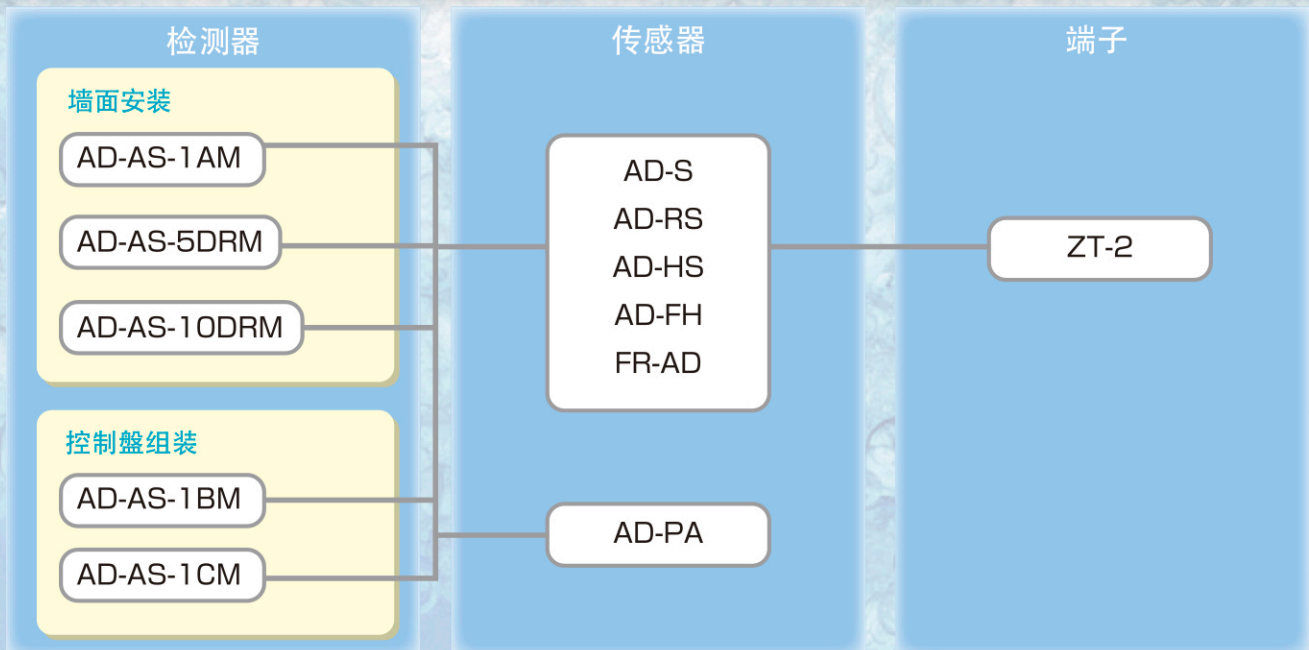 检测器
墙面安装
AD-AS-1AM
AD-AS-5DRM
AD-AS-10DRM
控制盤组装
AD-AS-1BM
AD-AS-1CM
传感器
AD-S
AD-RS
AD-HS
AD-FH
FR-AD
AD-PA
端子
ZT-2